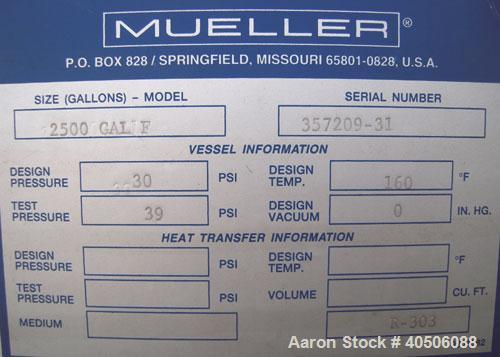 MUELLER®
P.O. BOX 828 / SPRINGFIELD, MISSOURI 65801-0828, U.S.A.
SIZE (GALLONS) - MODEL SERIAL NUMBER
2500 GAL F 357209-31
VESSEL INFORMATION
DESIGN PRESSURE 30 PSI DESIGN TEMP. 160 °F
TEST PRESSURE 39 PSI DESIGN VACUUM 0 IN. HG.
HEAT TRANSFER INFORMATION
DESIGN PRESSURE PSI DESIGN TEMP. °F
TEST PRESSURE PSI VOLUME CU. FT.
MEDIUM R-303
Aaron Stock # 40506088